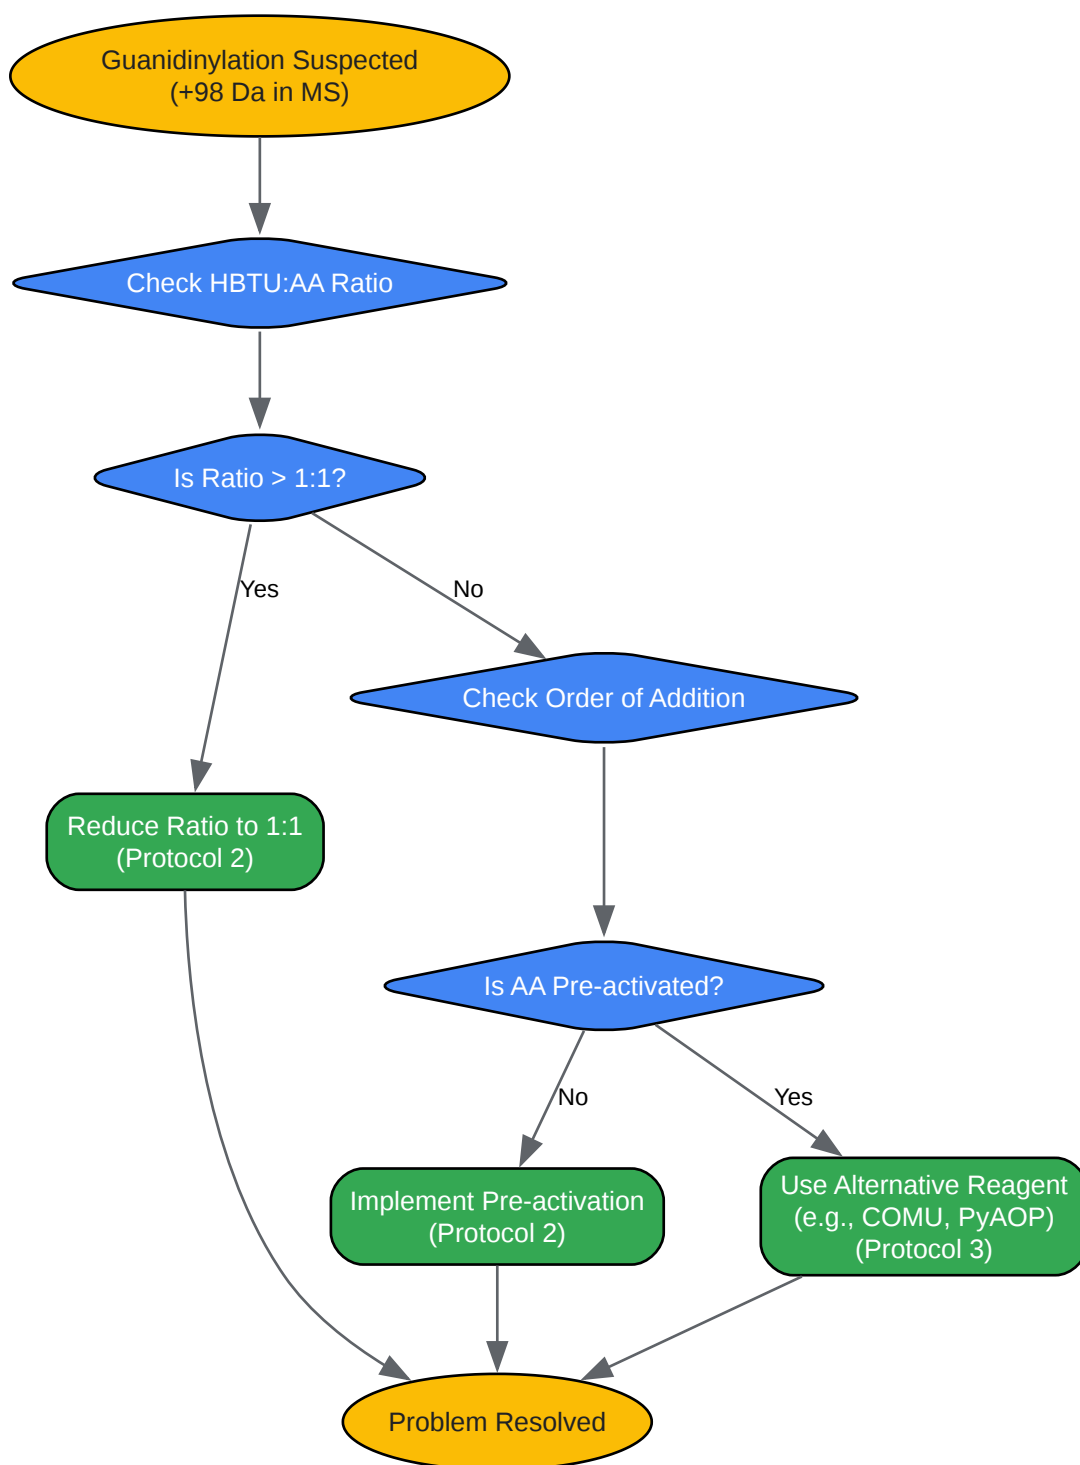 Guanidinylation Suspected
(+98 Da in MS)
Check HBTU:AA Ratio
Is Ratio > 1:1?
Yes
No
Check Order of Addition
Reduce Ratio to 1:1
(Protocol 2)
Is AA Pre-activated?
No
Yes
Implement Pre-activation
(Protocol 2)
Use Alternative Reagent
(e.g., COMU, PyAOP)
(Protocol 3)
Problem Resolved